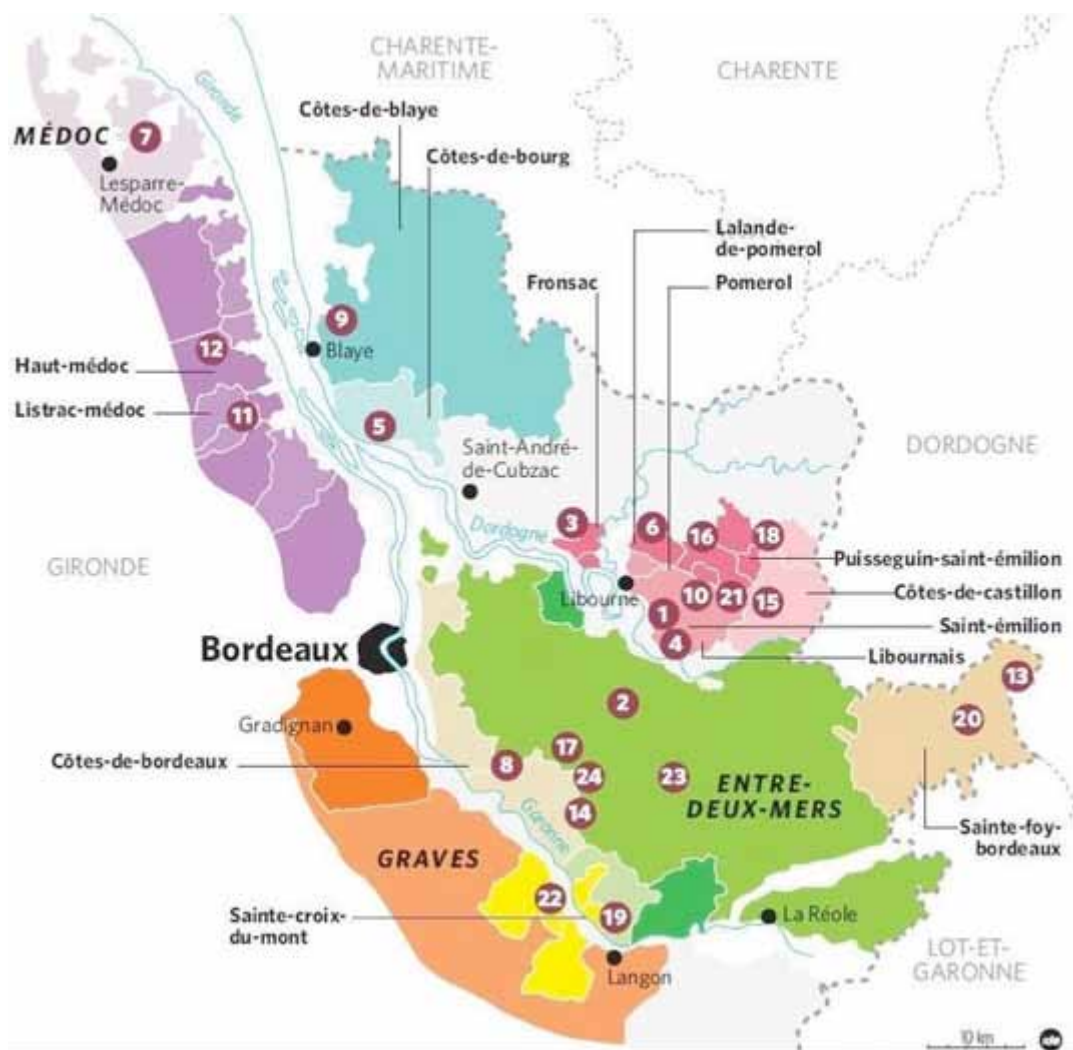 CHARENTE-
MARITIME
CHARENTE
Gironde
Côtes-de-blaye
MÉDOC
7
Lesparre-
Médoc
Côtes-de-bourg
Lalande-
de-pomerol
Fronsac
Pomerol
9
Blaye
12
Haut-médoc
Listrac-médoc
11
5
Saint-André-
de-Cubzac
DORDOGNE
Dordogne
3
6
16
18
Puisseguin-saint-émilion
GIRONDE
Libourne
10
21
15
Côtes-de-castillon
1
Saint-émilion
4
Libournais
Bordeaux
13
2
20
Gradignan
17
Côtes-de-bordeaux
8
24
23
ENTRE-
DEUX-MERS
14
Garonne
Sainte-foy-
bordeaux
GRAVES
22
Sainte-croix-
du-mont
19
La Réole
Langon
LOT-ET-
GARONNE
10 km